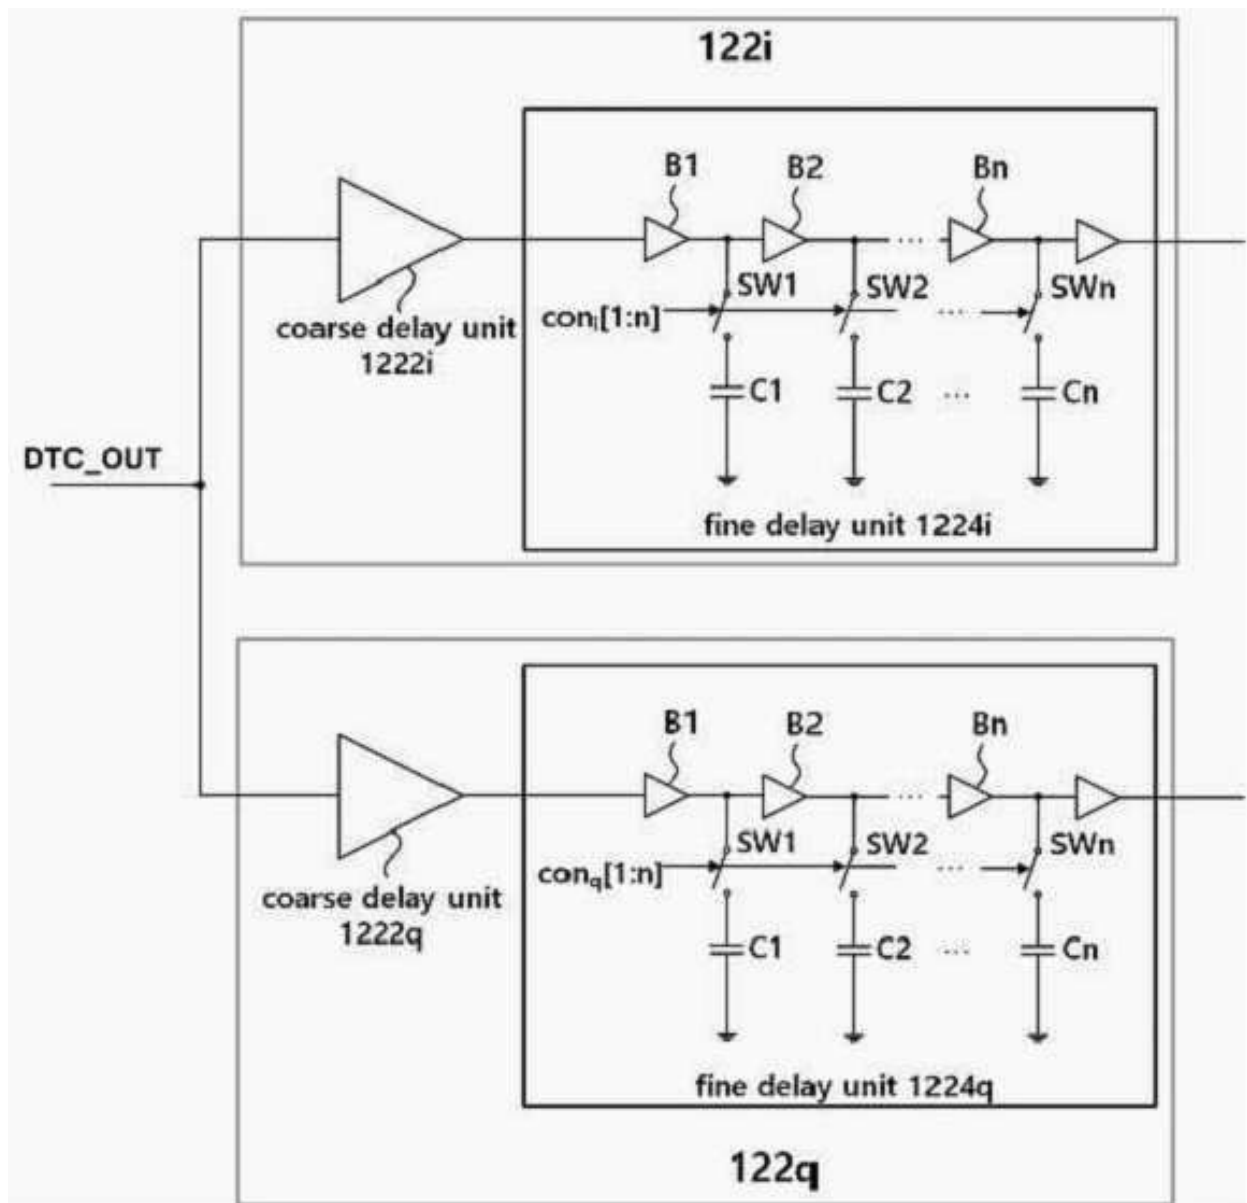 122i
B1
B2
Bn
SW1
SW2
SWn
con_i[1:n]
...
coarse delay unit
1222i
C1
C2
...
Cn
DTC_OUT
fine delay unit 1224i
B1
B2
Bn
SW1
SW2
SWn
con_q[1:n]
...
coarse delay unit
1222q
C1
C2
...
Cn
fine delay unit 1224q
122q